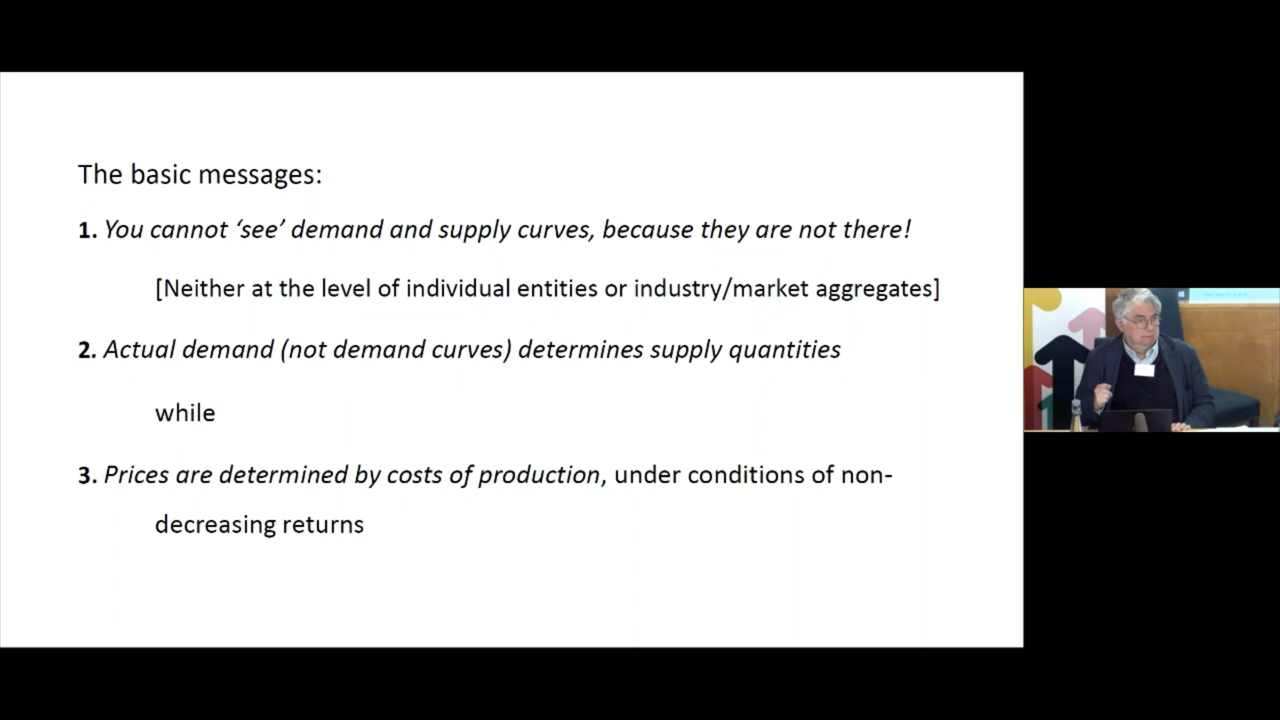 The basic messages:
1. You cannot ‘see’ demand and supply curves, because they are not there!
[Neither at the level of individual entities or industry/market aggregates]
2. Actual demand (not demand curves) determines supply quantities
while
3. Prices are determined by costs of production, under conditions of non-
decreasing returns